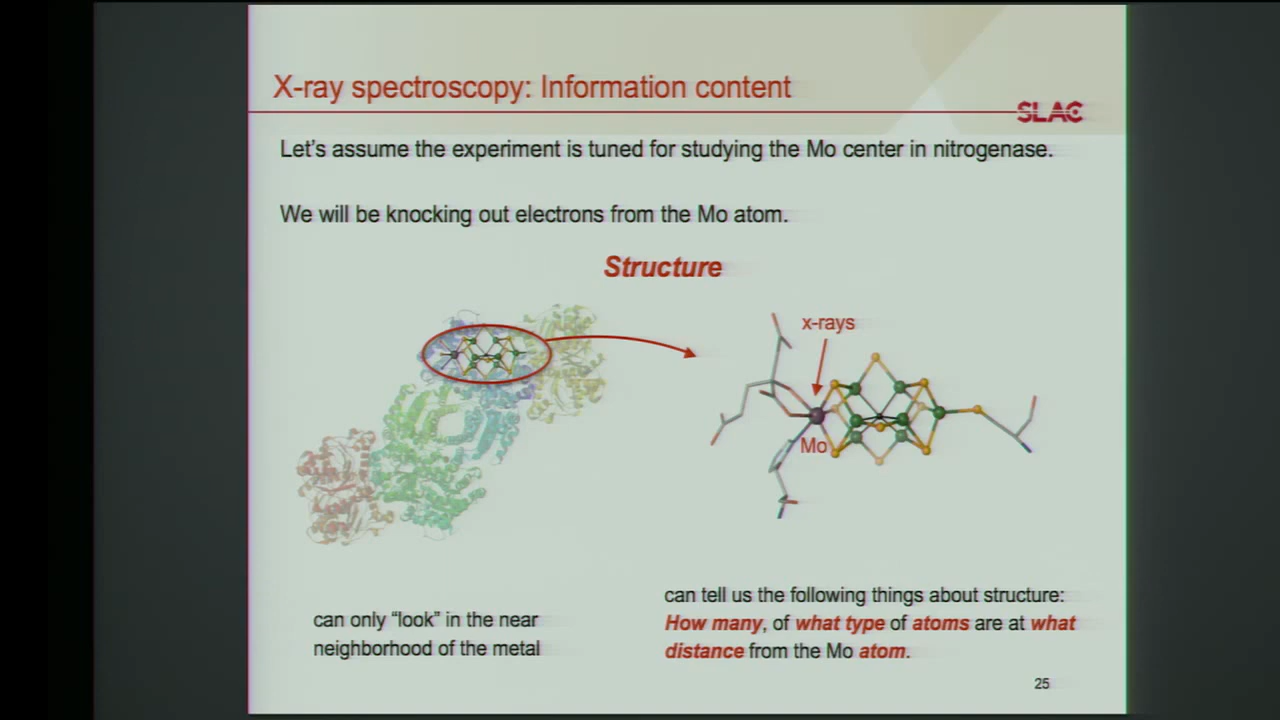 X-ray spectroscopy: Information content
SLAC
Let's assume the experiment is tuned for studying the Mo center in nitrogenase.
We will be knocking out electrons from the Mo atom.
Structure
x-rays
Mo
can only “look” in the near
neighborhood of the metal
can tell us the following things about structure:
How many, of what type of atoms are at what
distance from the Mo atom.
25